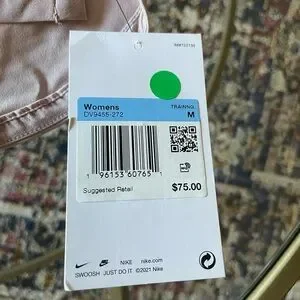 Womens
TRAINING
DV9455-272
M
1 96153 60765 1
Suggested Retail
$75.00
NIKE nike.com
SWOOSH JUST DO IT ©2021 Nike